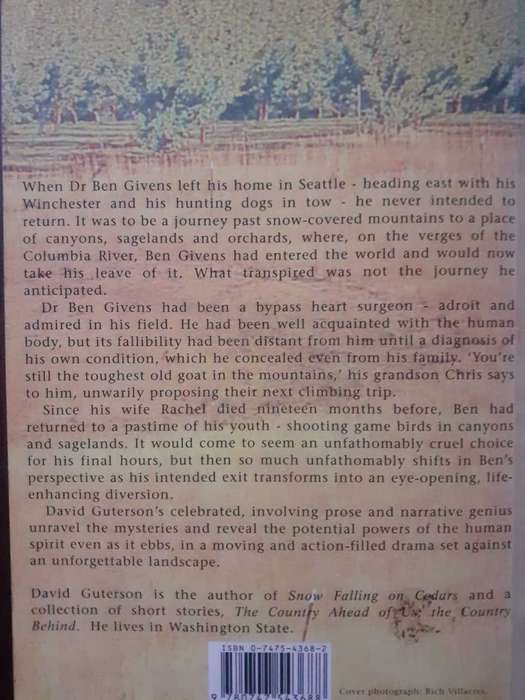 When Dr Ben Givens left his home in Seattle - heading east with his
Winchester and his hunting dogs in tow - he never intended to
return. It was to be a journey past snow-covered mountains to a place
of canyons, sagelands and orchards, where, on the verges of the
Columbia River, Ben Givens had entered the world and would now
take his leave of it. What transpired was not the journey he
anticipated.
Dr Ben Givens had been a bypass heart surgeon - adroit and
admired in his field. He had been well acquainted with the human
body, but its fallibility had been distant from him until a diagnosis of
his own condition, which he concealed even from his family. 'You're
still the toughest old goat in the mountains,' his grandson Chris says
to him, unwarily proposing their next climbing trip.
Since his wife Rachel died nineteen months before, Ben had
returned to a pastime of his youth - shooting game birds in canyons
and sagelands. It would come to seem an unfathomably cruel choice
for his final hours, but then so much unfathomably shifts in Ben's
perspective as his intended exit transforms into an eye-opening, life-
enhancing diversion.
David Guterson's celebrated, involving prose and narrative genius
unravel the mysteries and reveal the potential powers of the human
spirit even as it ebbs, in a moving and action-filled drama set against
an unforgettable landscape.
David Guterson is the author of Snow Falling on Cedars and a
collection of short stories, The Country Ahead of Us, the Country
Behind. He lives in Washington State.
ISBN 0-7475-4368-2
9 780747 543688
Cover photograph: Rich Villacres.